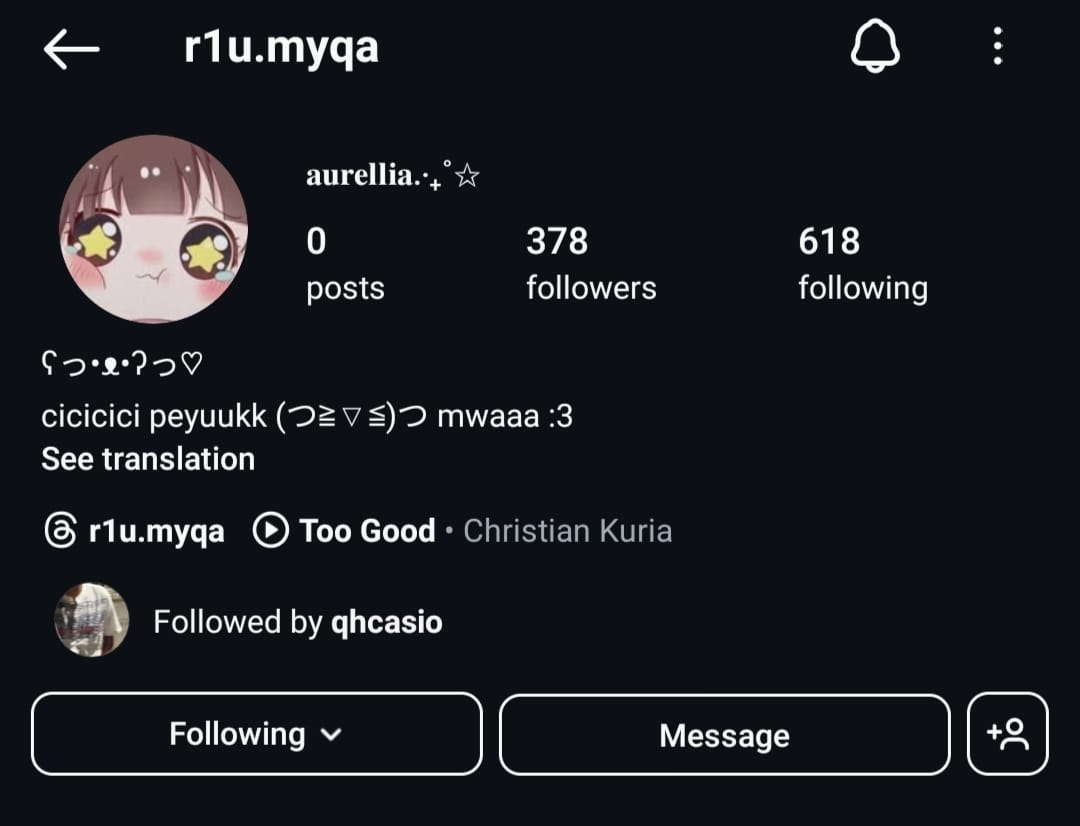 r1u.myqa
aurellia.‧₊˚☆
0 378 618
posts followers following
ʕっ•ᴥ•ʔっ♡
cicicici peyuukk (つ≧▽≦)つ mwaaa :3
See translation
r1u.myqa Too Good • Christian Kuria
Followed by qhcasio
Following Message